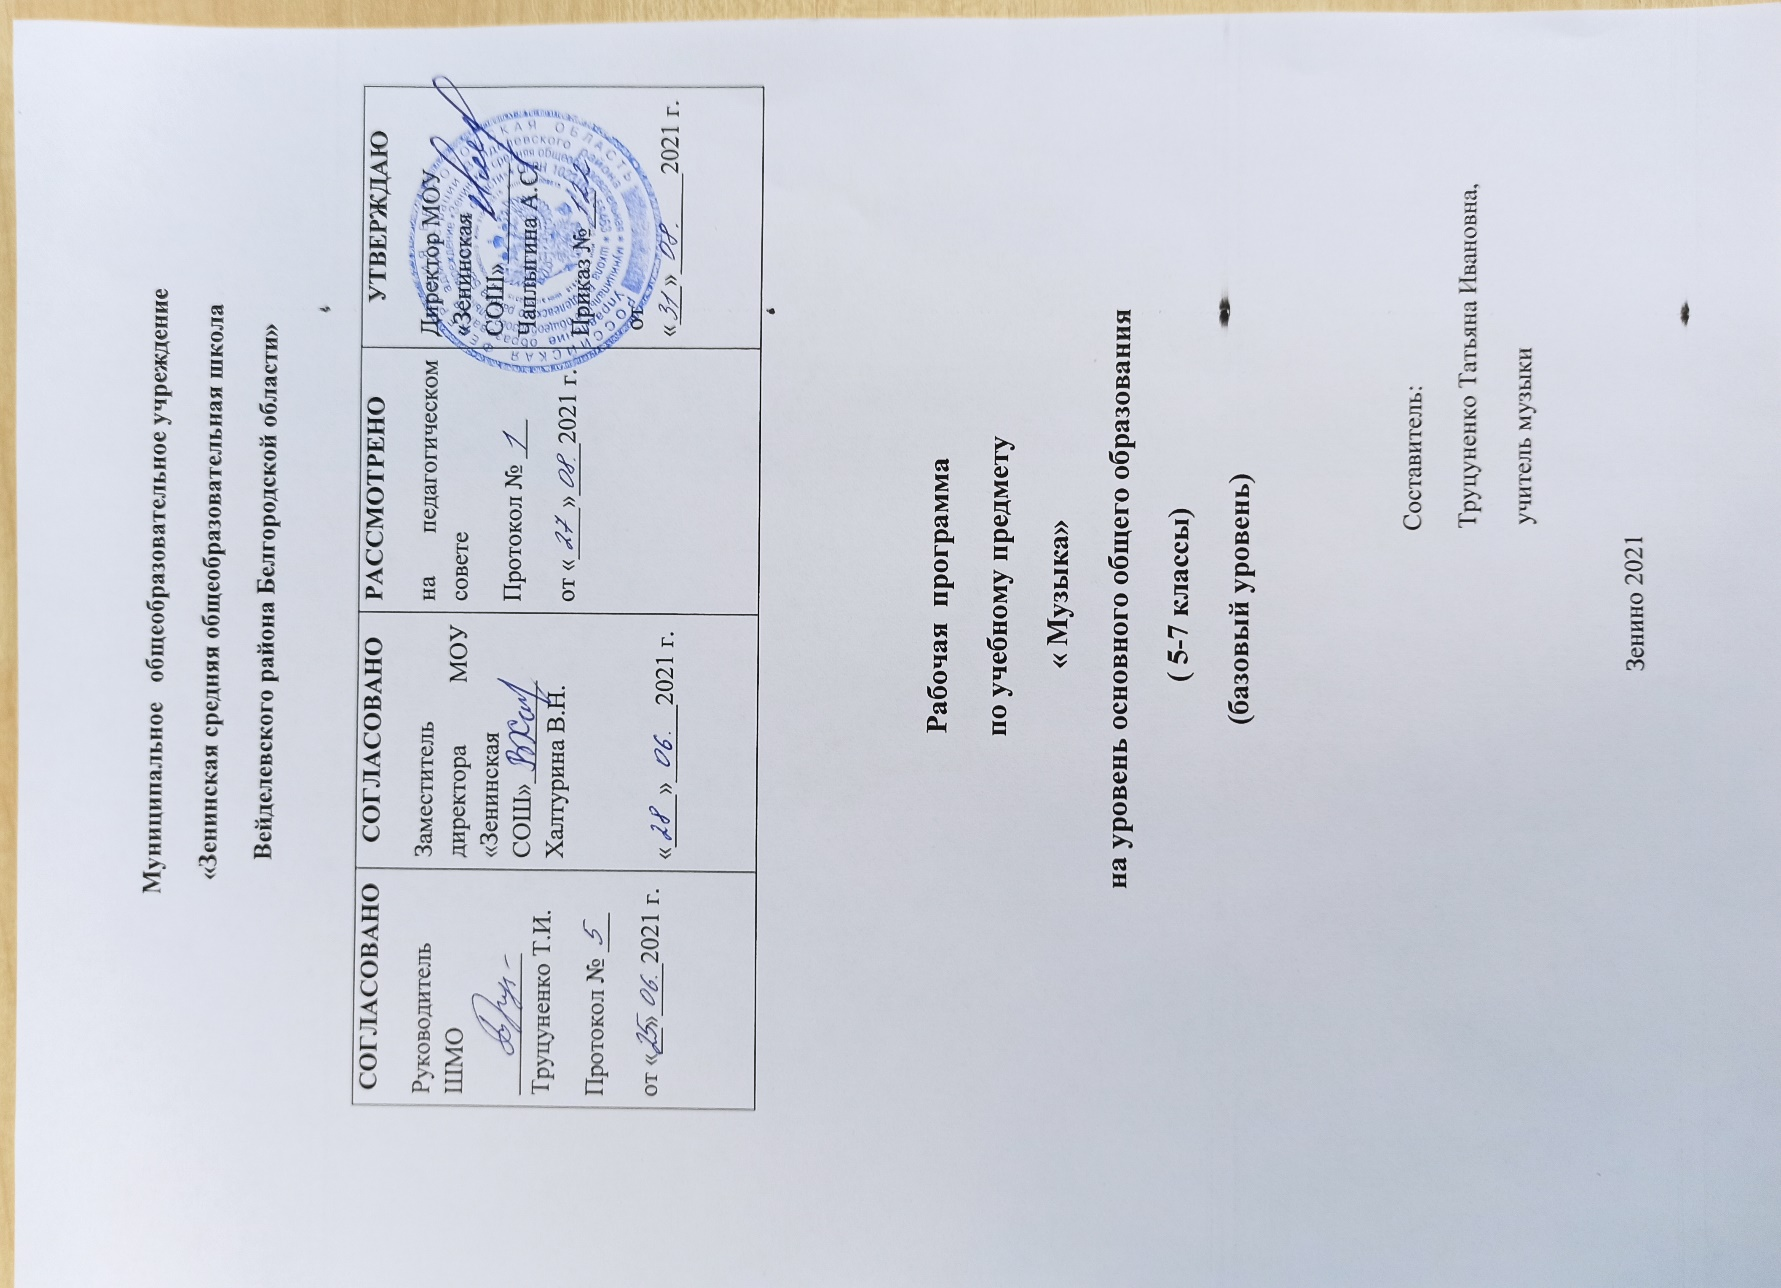 Муниципальное общеобразовательное учреждение
«Зенинская средняя общеобразовательная школа
Вейделевского района Белгородской области»
СОГЛАСОВАНО
Руководитель
ШМО
Труцуненко Т.И.
Протокол № 5
от «25» 06. 2021 г.
СОГЛАСОВАНО
Заместитель
директора МОУ
«Зенинская
СОШ»
Халтурина В.Н.
«28» 06. 2021 г.
РАССМОТРЕНО
на педагогическом
совете
Протокол № 1
от «27» 08. 2021 г.
УТВЕРЖДАЮ
Директор МОУ
«Зенинская
СОШ»
Чаплыгина А.С.
Приказ № 122
от
«31» 08. 2021 г.
Рабочая программа
по учебному предмету
« Музыка»
на уровень основного общего образования
( 5-7 классы)
(базовый уровень)
Составитель:
Труцуненко Татьяна Ивановна,
учитель музыки
Зенино 2021